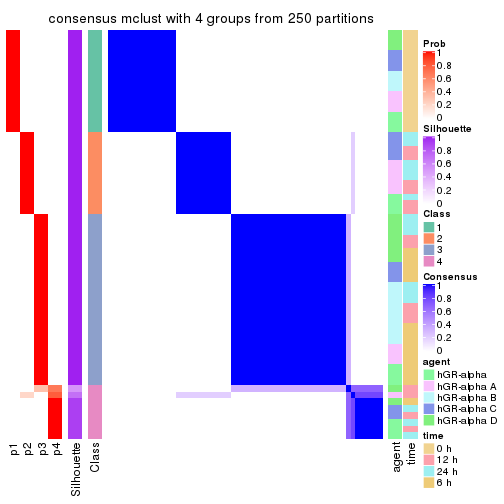 consensus mclust with 4 groups from 250 partitions
Prob
1
0.8
0.6
0.4
0.2
0
Silhouette
1
0.8
0.6
0.4
0.2
0
Class
1
2
3
4
Consensus
1
0.8
0.6
0.4
0.2
0
agent
hGR-alpha
hGR-alpha A
hGR-alpha B
hGR-alpha C
hGR-alpha D
time
0 h
12 h
24 h
6 h
p1
p2
p3
p4
Silhouette
Class
agent
time